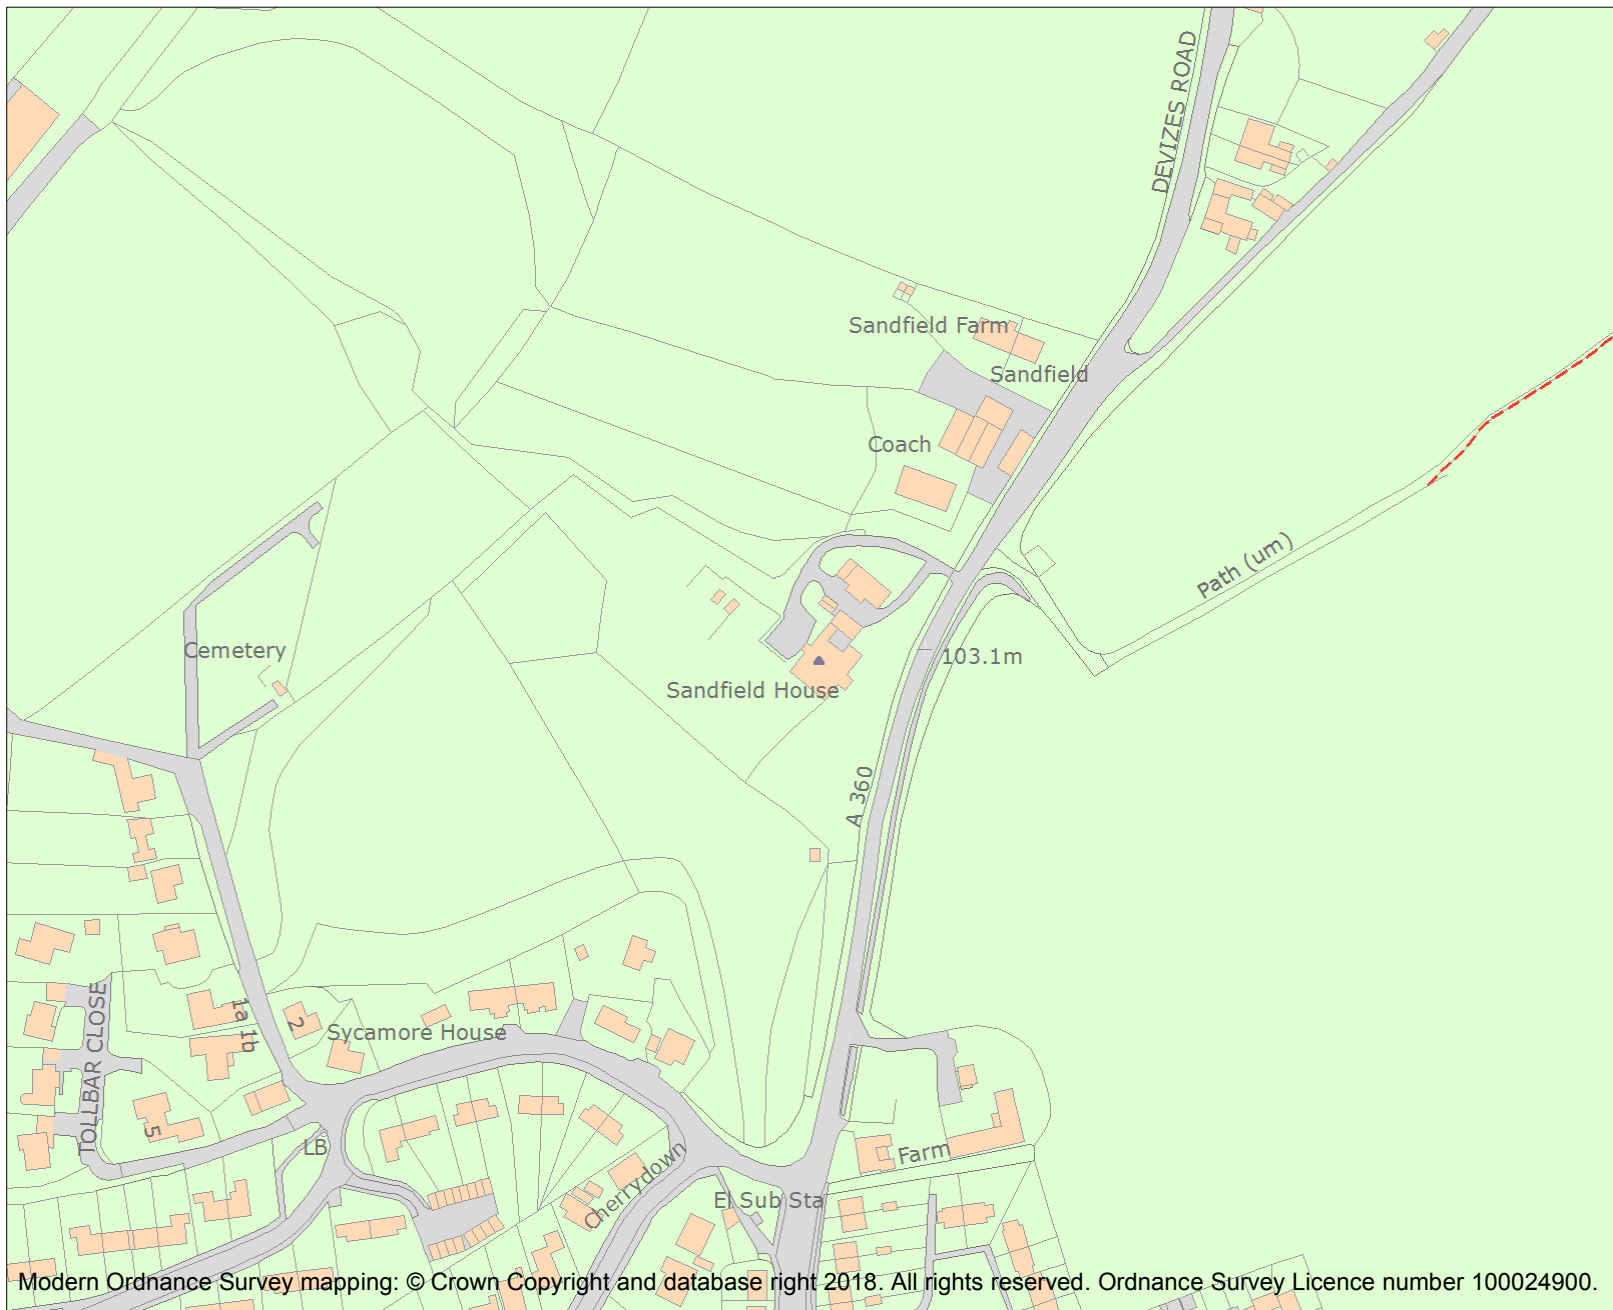 DEVIZES ROAD
Sandfield Farm
Sandfield
Coach
Path (um)
Cemetery
103.1m
Sandfield House
A 360
TOLLBAR CLOSE
1a 1b
2
Sycamore House
5
LB
Farm
Cherrydown
El Sub Sta
Modern Ordnance Survey mapping: © Crown Copyright and database right 2018. All rights reserved. Ordnance Survey Licence number 100024900.